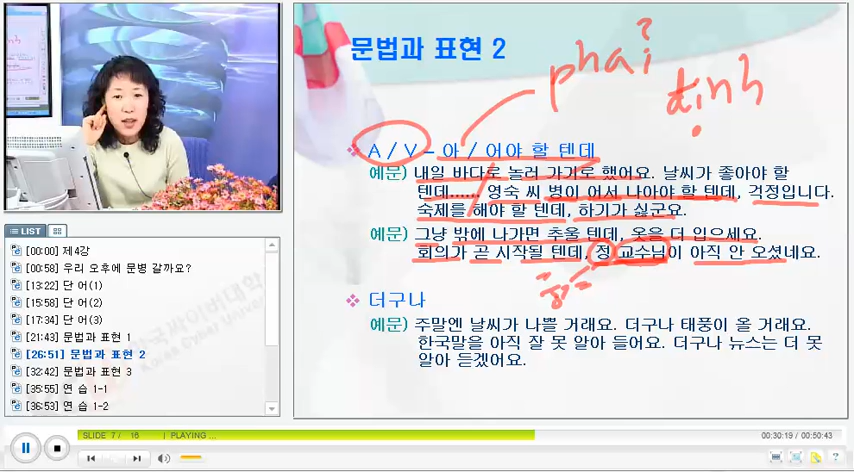 문법과 표현 2
phải
định
A / V – 아 / 어야 할 텐데
예문) 내일 바다로 놀러 가기로 했어요. 날씨가 좋아야 할
텐데...... 영숙 씨 병이 어서 나아야 할 텐데, 걱정입니다.
숙제를 해야 할 텐데, 하기가 싫군요.
예문) 그냥 밖에 나가면 추울 텐데, 옷을 더 입으세요.
회의가 곧 시작될 텐데, 정 교수님이 아직 안 오셨네요.
더구나
예문) 주말엔 날씨가 나쁠 거래요. 더구나 태풍이 올 거래요.
한국말을 아직 잘 못 알아 들어요. 더구나 뉴스는 더 못
알아 듣겠어요.
LIST
[00:00] 제4강
[00:58] 우리 오후에 문병 갈까요?
[13:22] 단 어(1)
[15:58] 단 어(2)
[17:34] 단 어(3)
[21:43] 문법과 표현 1
[26:51] 문법과 표현 2
[32:42] 문법과 표현 3
[35:55] 연 습 1-1
[36:53] 연 습 1-2
SLIDE 7 / 16 PLAYING ...
00:30:19 / 00:50:43